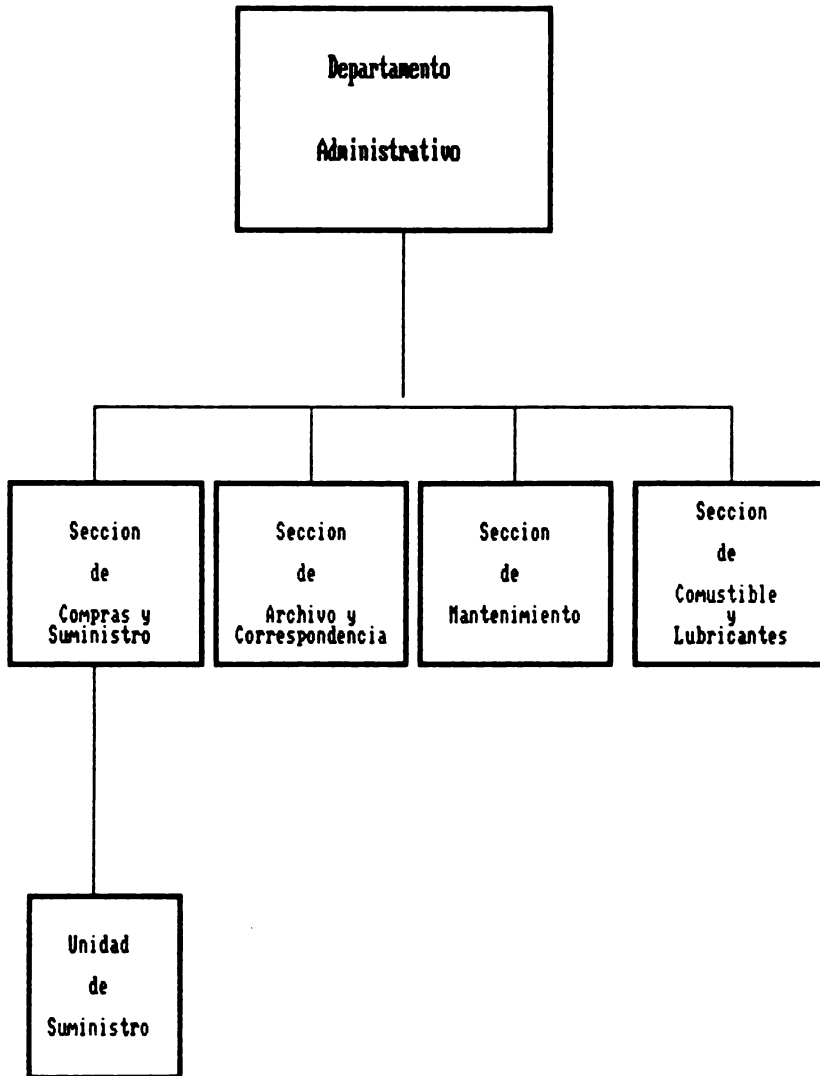 Departamento
Administrativo
Seccion
de
Compras y
Suministro
Seccion
de
Archivo y
Correspondencia
Seccion
de
Mantenimiento
Seccion
de
Comustible
y
Lubricantes
Unidad
de
Suministro